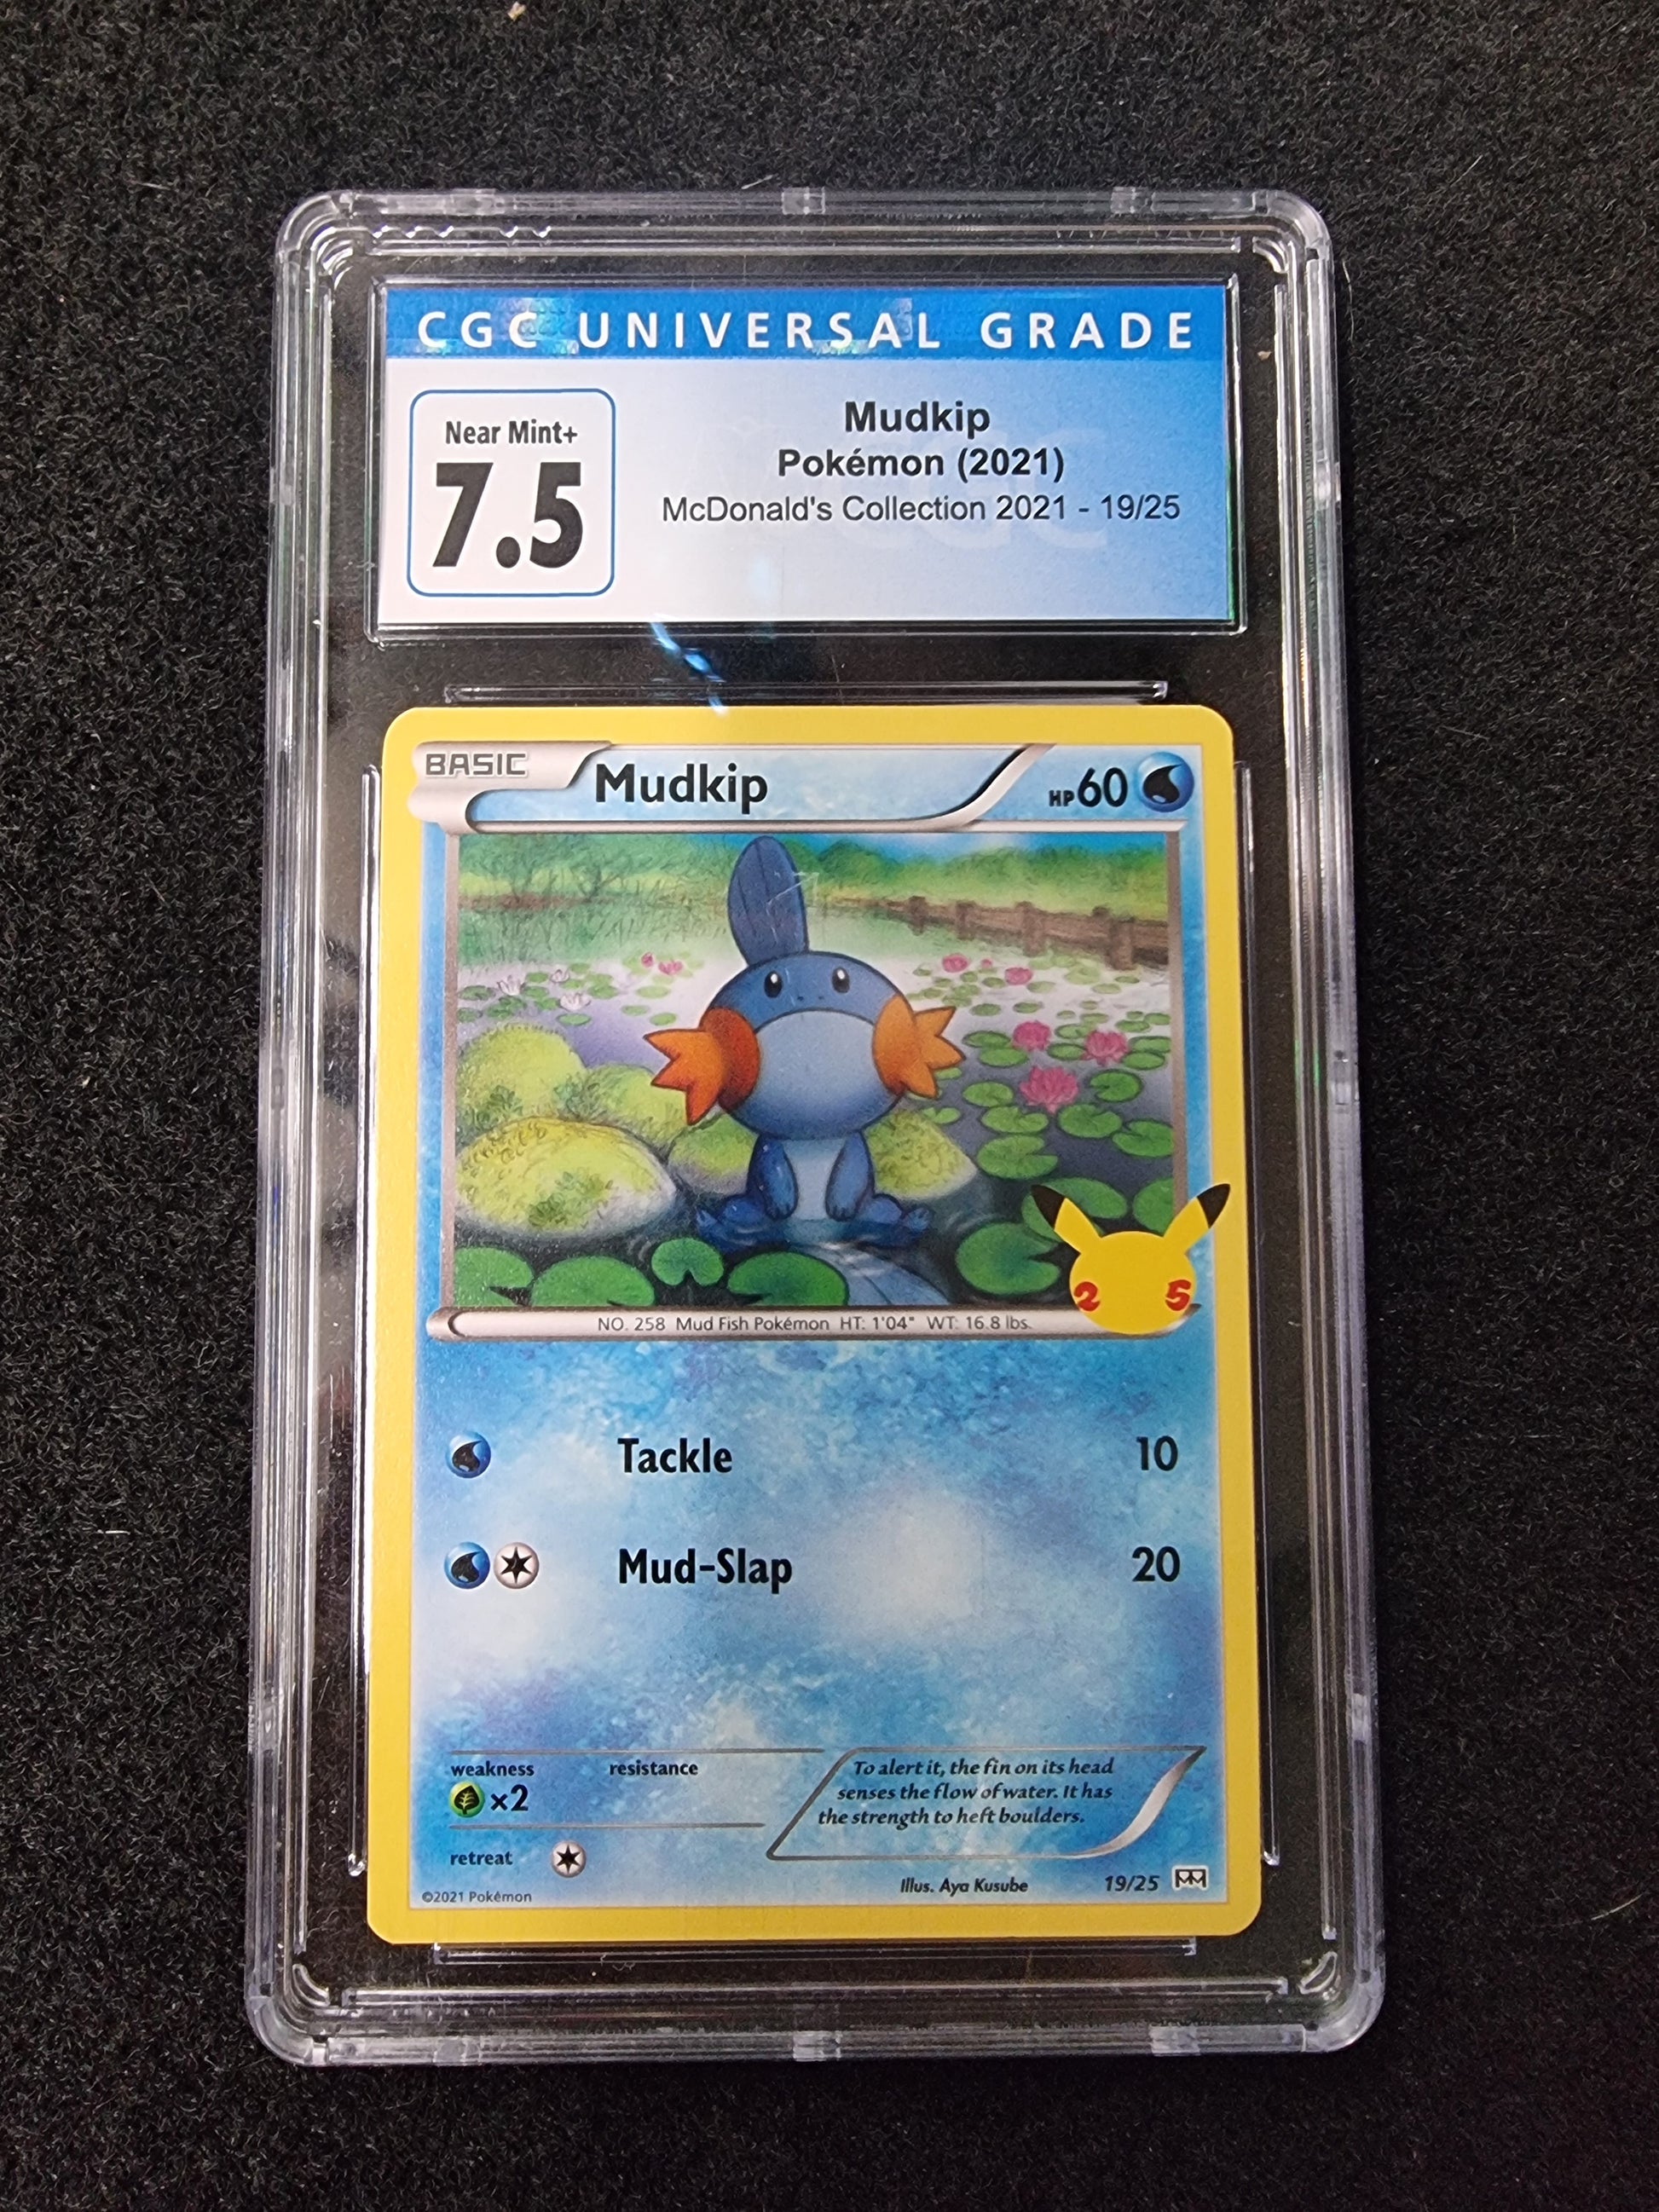 CGC UNIVERSAL GRADE
Near Mint+
7.5
Mudkip
Pokémon (2021)
McDonald's Collection 2021 - 19/25
BASIC
Mudkip
HP60
NO. 258 Mud Fish Pokémon HT: 1'04" WT: 16.8 lbs.
2 5
Tackle 10
Mud-Slap 20
weakness
resistance
×2
To alert it, the fin on its head
senses the flow of water. It has
the strength to heft boulders.
retreat
©2021 Pokémon
Illus. Aya Kusube
19/25